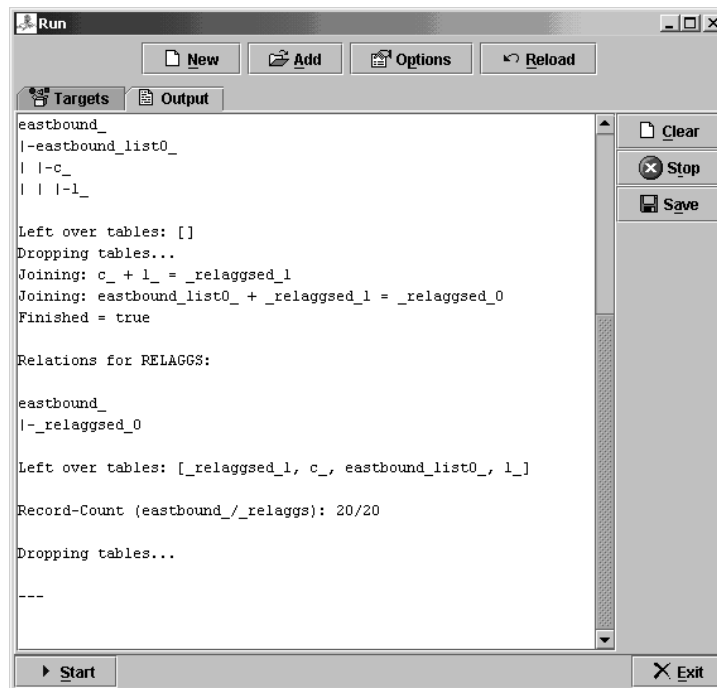 Run
New Add Options Reload
Targets Output
eastbound_
|-eastbound_list0_
| |-c_
| | |-l_
Left over tables: []
Dropping tables...
Joining: c_ + l_ = _relaggsed_1
Joining: eastbound_list0_ + _relaggsed_1 = _relaggsed_0
Finished = true
Relations for RELAGGS:
eastbound_
|-_relaggsed_0
Left over tables: [_relaggsed_1, c_, eastbound_list0_, l_]
Record-Count (eastbound_/_relaggs): 20/20
Dropping tables...
---
Clear
Stop
Save
Start
Exit